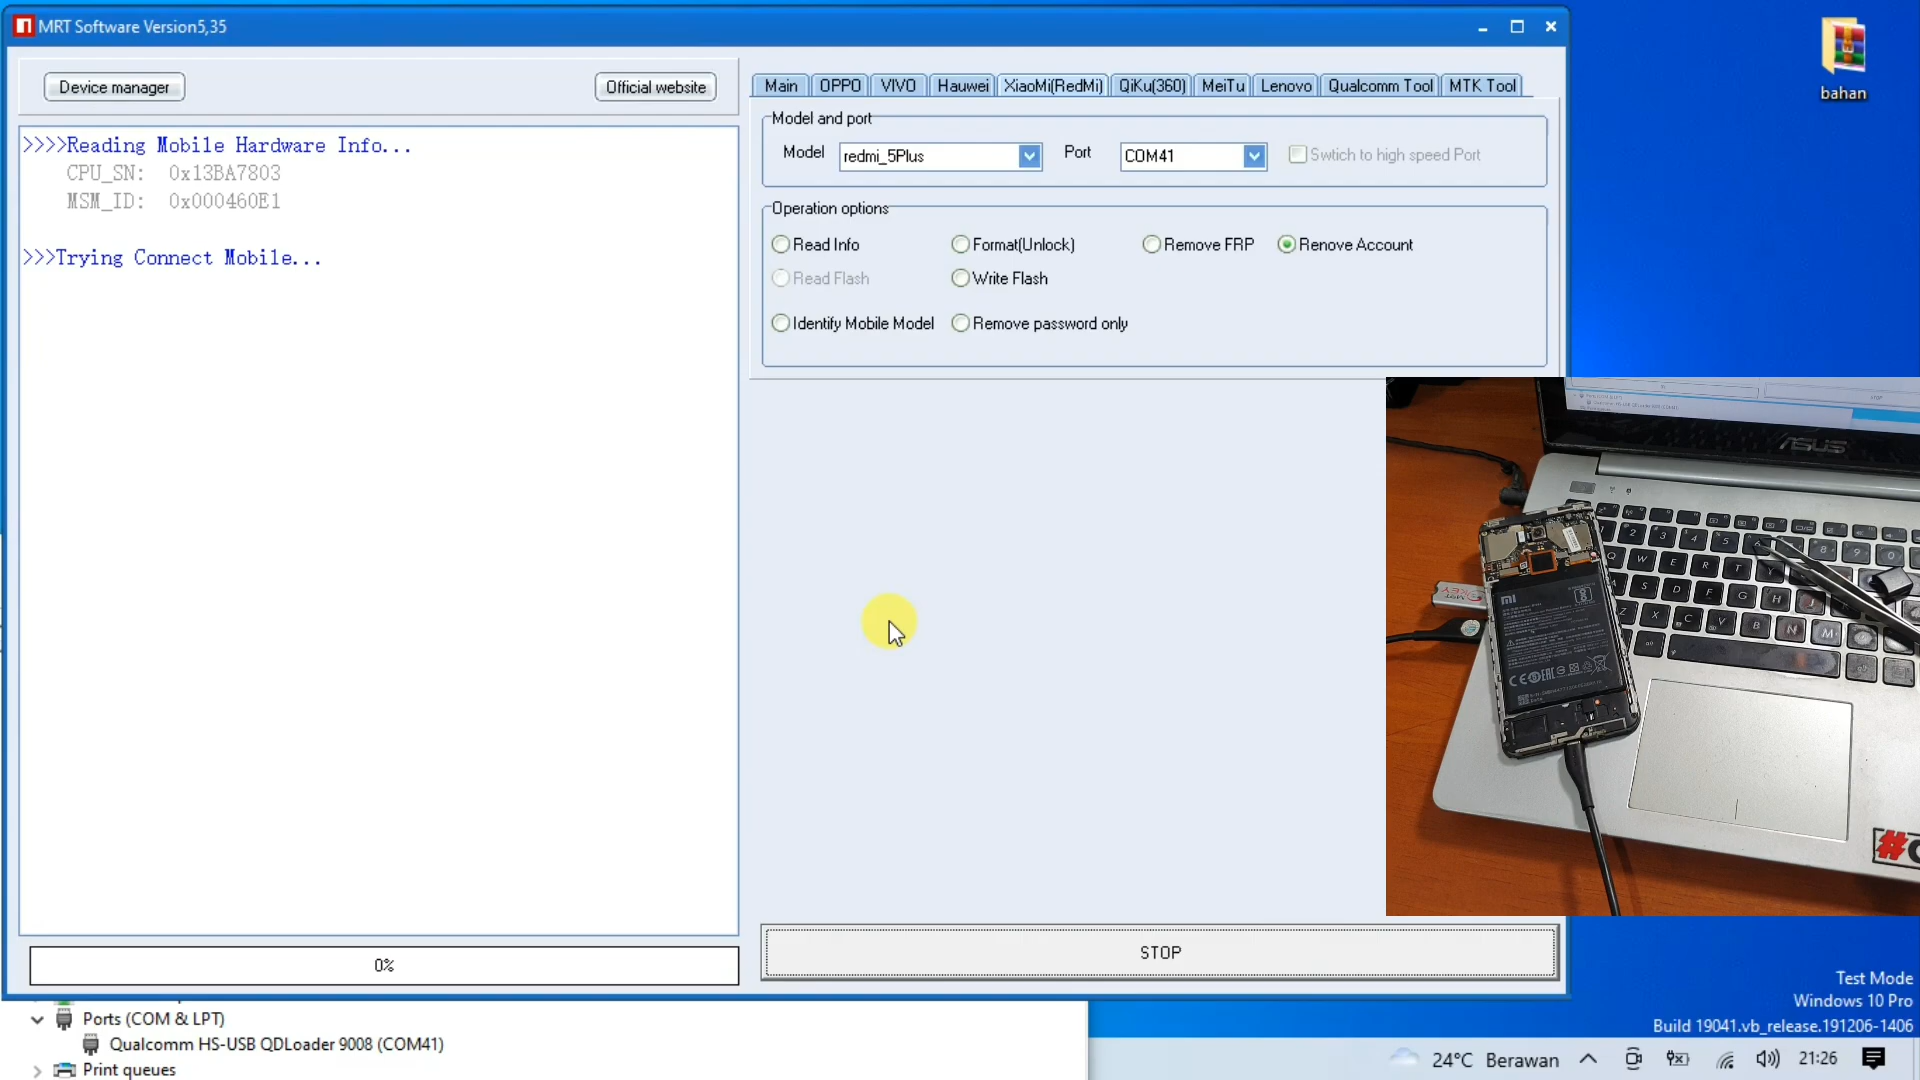 MRT Software Version5,35
Device manager
Official website
>>>>Reading Mobile Hardware Info...
CPU_SN: 0x13BA7803
MSM_ID: 0x000460E1
>>>Trying Connect Mobile...
0%
Main OPPO VIVO Hauwei XiaoMi(RedMi) QiKu(360) MeiTu Lenovo Qualcomm Tool MTK Tool
Model and port
Model redmi_5Plus Port COM41 Swtich to high speed Port
Operation options
Read Info Format(Unlock) Remove FRP Renove Account
Read Flash Write Flash
Identify Mobile Model Remove password only
STOP
bahan
ASUS
mi
Ports (COM & LPT)
Qualcomm HS-USB QDLoader 9008 (COM41)
Print queues
Test Mode
Windows 10 Pro
Build 19041.vb_release.191206-1406
24°C Berawan
21:26